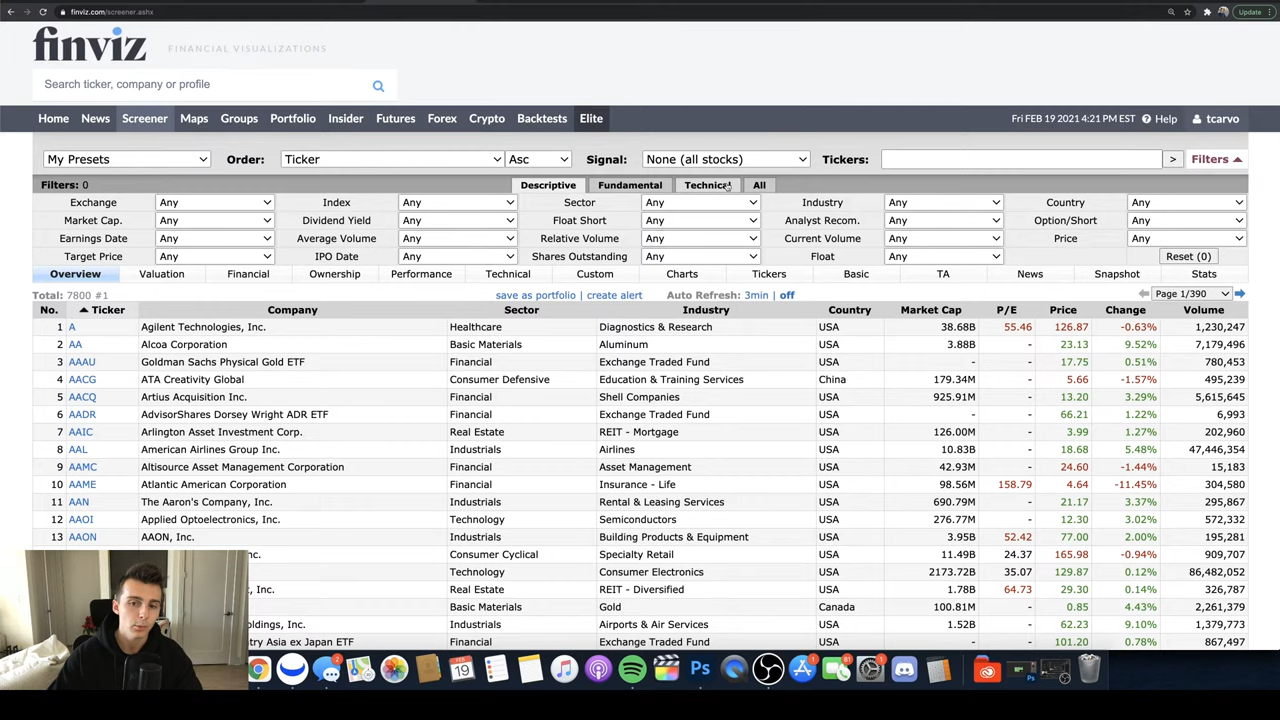 finviz.com/screener.ashx Update
finviz FINANCIAL VISUALIZATIONS
Search ticker, company or profile
Home News Screener Maps Groups Portfolio Insider Futures Forex Crypto Backtests Elite Fri FEB 19 2021 4:21 PM EST Help tcarvo
My Presets Order: Ticker Asc Signal: None (all stocks) Tickers: > Filters
Filters: 0 Descriptive Fundamental Technical All
Exchange Any Index Any Sector Any Industry Any Country Any
Market Cap. Any Dividend Yield Any Float Short Any Analyst Recom. Any Option/Short Any
Earnings Date Any Average Volume Any Relative Volume Any Current Volume Any Price Any
Target Price Any IPO Date Any Shares Outstanding Any Float Any Reset (0)
Overview Valuation Financial Ownership Performance Technical Custom Charts Tickers Basic TA News Snapshot Stats
Total: 7800 #1 save as portfolio | create alert Auto Refresh: 3min | off Page 1/390
No. Ticker Company Sector Industry Country Market Cap P/E Price Change Volume
1 A Agilent Technologies, Inc. Healthcare Diagnostics & Research USA 38.68B 55.46 126.87 -0.63% 1,230,247
2 AA Alcoa Corporation Basic Materials Aluminum USA 3.88B - 23.13 9.52% 7,179,496
3 AAAU Goldman Sachs Physical Gold ETF Financial Exchange Traded Fund USA - - 17.75 0.51% 780,453
4 AACG ATA Creativity Global Consumer Defensive Education & Training Services China 179.34M - 5.66 -1.57% 495,239
5 AACQ Artius Acquisition Inc. Financial Shell Companies USA 925.91M - 13.20 3.29% 5,615,645
6 AADR AdvisorShares Dorsey Wright ADR ETF Financial Exchange Traded Fund USA - - 66.21 1.22% 6,993
7 AAIC Arlington Asset Investment Corp. Real Estate REIT - Mortgage USA 126.00M - 3.99 1.27% 202,960
8 AAL American Airlines Group Inc. Industrials Airlines USA 10.83B - 18.68 5.48% 47,446,354
9 AAMC Altisource Asset Management Corporation Financial Asset Management USA 42.93M - 24.60 -1.44% 15,183
10 AAME Atlantic American Corporation Financial Insurance - Life USA 98.56M 158.79 4.64 -11.45% 304,580
11 AAN The Aaron's Company, Inc. Industrials Rental & Leasing Services USA 690.79M - 21.17 3.37% 295,867
12 AAOI Applied Optoelectronics, Inc. Technology Semiconductors USA 276.77M - 12.30 3.02% 572,332
13 AAON AAON, Inc. Industrials Building Products & Equipment USA 3.95B 52.42 77.00 2.00% 195,281
nc. Consumer Cyclical Specialty Retail USA 11.49B 24.37 165.98 -0.94% 909,707
Technology Consumer Electronics USA 2173.72B 35.07 129.87 0.12% 86,482,052
, Inc. Real Estate REIT - Diversified USA 1.78B 64.73 29.30 0.14% 326,787
Basic Materials Gold Canada 100.81M - 0.85 4.43% 2,261,379
oldings, Inc. Industrials Airports & Air Services USA 1.52B - 62.23 9.10% 1,379,773
ntry Asia ex Japan ETF Financial Exchange Traded Fund USA - - 101.20 0.78% 867,497
2 FEB 19 Ps 1 81 1